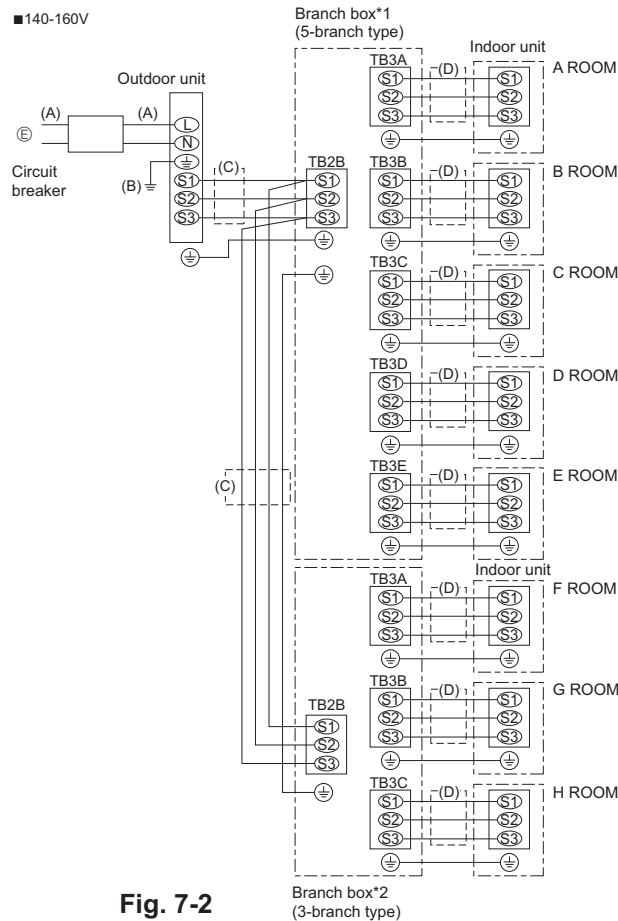 ■140-160V
Branch box*1
(5-branch type)
Indoor unit
Outdoor unit
TB3A
(D)
A ROOM
S1
S1
S2
S2
S3
S3
(A)
(A)
Ⓔ
L
N
Circuit
breaker
(B)
(C)
S1
S2
S3
TB2B
S1
S2
S3
TB3B
(D)
B ROOM
S1
S1
S2
S2
S3
S3
TB3C
(D)
C ROOM
S1
S1
S2
S2
S3
S3
TB3D
(D)
D ROOM
S1
S1
S2
S2
S3
S3
(C)
TB3E
(D)
E ROOM
S1
S1
S2
S2
S3
S3
Indoor unit
TB3A
(D)
F ROOM
S1
S1
S2
S2
S3
S3
TB2B
S1
S2
S3
TB3B
(D)
G ROOM
S1
S1
S2
S2
S3
S3
TB3C
(D)
H ROOM
S1
S1
S2
S2
S3
S3
Fig. 7-2
Branch box*2
(3-branch type)